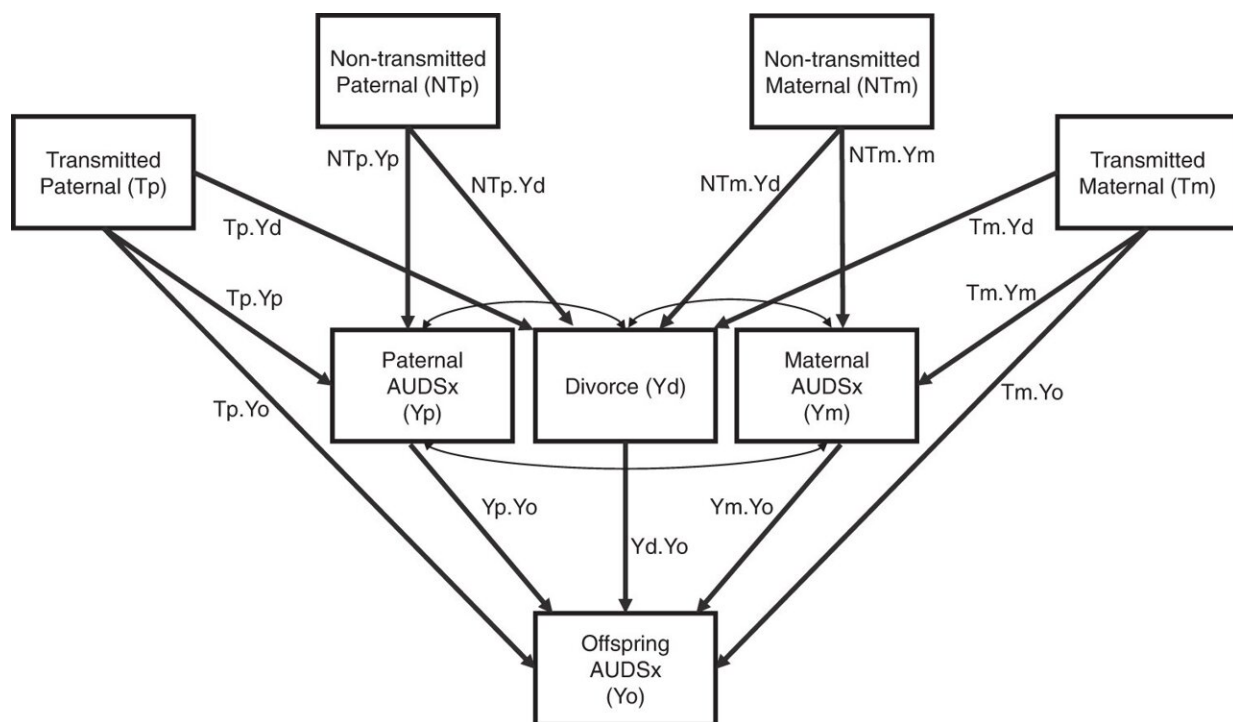 Non-transmitted
Paternal (NTp)
Non-transmitted
Maternal (NTm)
Transmitted
Paternal (Tp)
Transmitted
Maternal (Tm)
NTp.Yp
NTp.Yd
NTm.Yd
NTm.Ym
Tp.Yd
Tm.Yd
Tp.Yp
Tm.Ym
Tp.Yo
Tm.Yo
Paternal
AUDSx
(Yp)
Divorce (Yd)
Maternal
AUDSx
(Ym)
Yp.Yo
Yd.Yo
Ym.Yo
Offspring
AUDSx
(Yo)